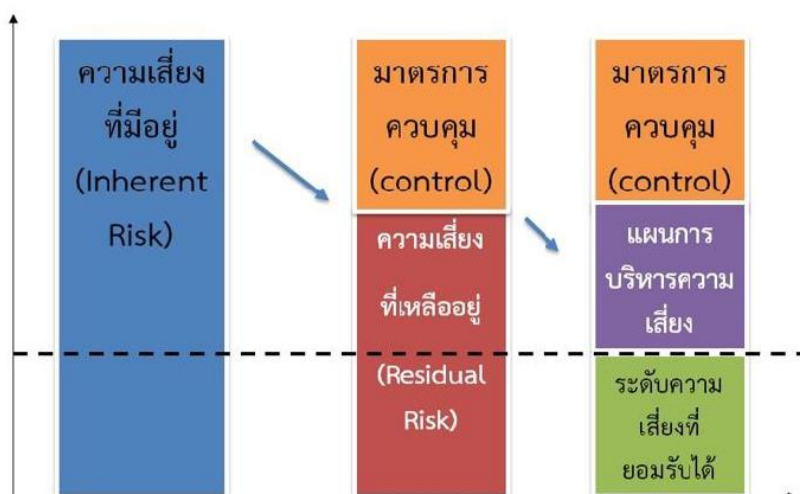 ความเสี่ยง
ที่มีอยู่
(Inherent
Risk)
มาตรการ
ควบคุม
(control)
ความเสี่ยง
ที่เหลืออยู่
(Residual
Risk)
มาตรการ
ควบคุม
(control)
แผนการ
บริหารความ
เสี่ยง
ระดับความ
เสี่ยงที่
ยอมรับได้